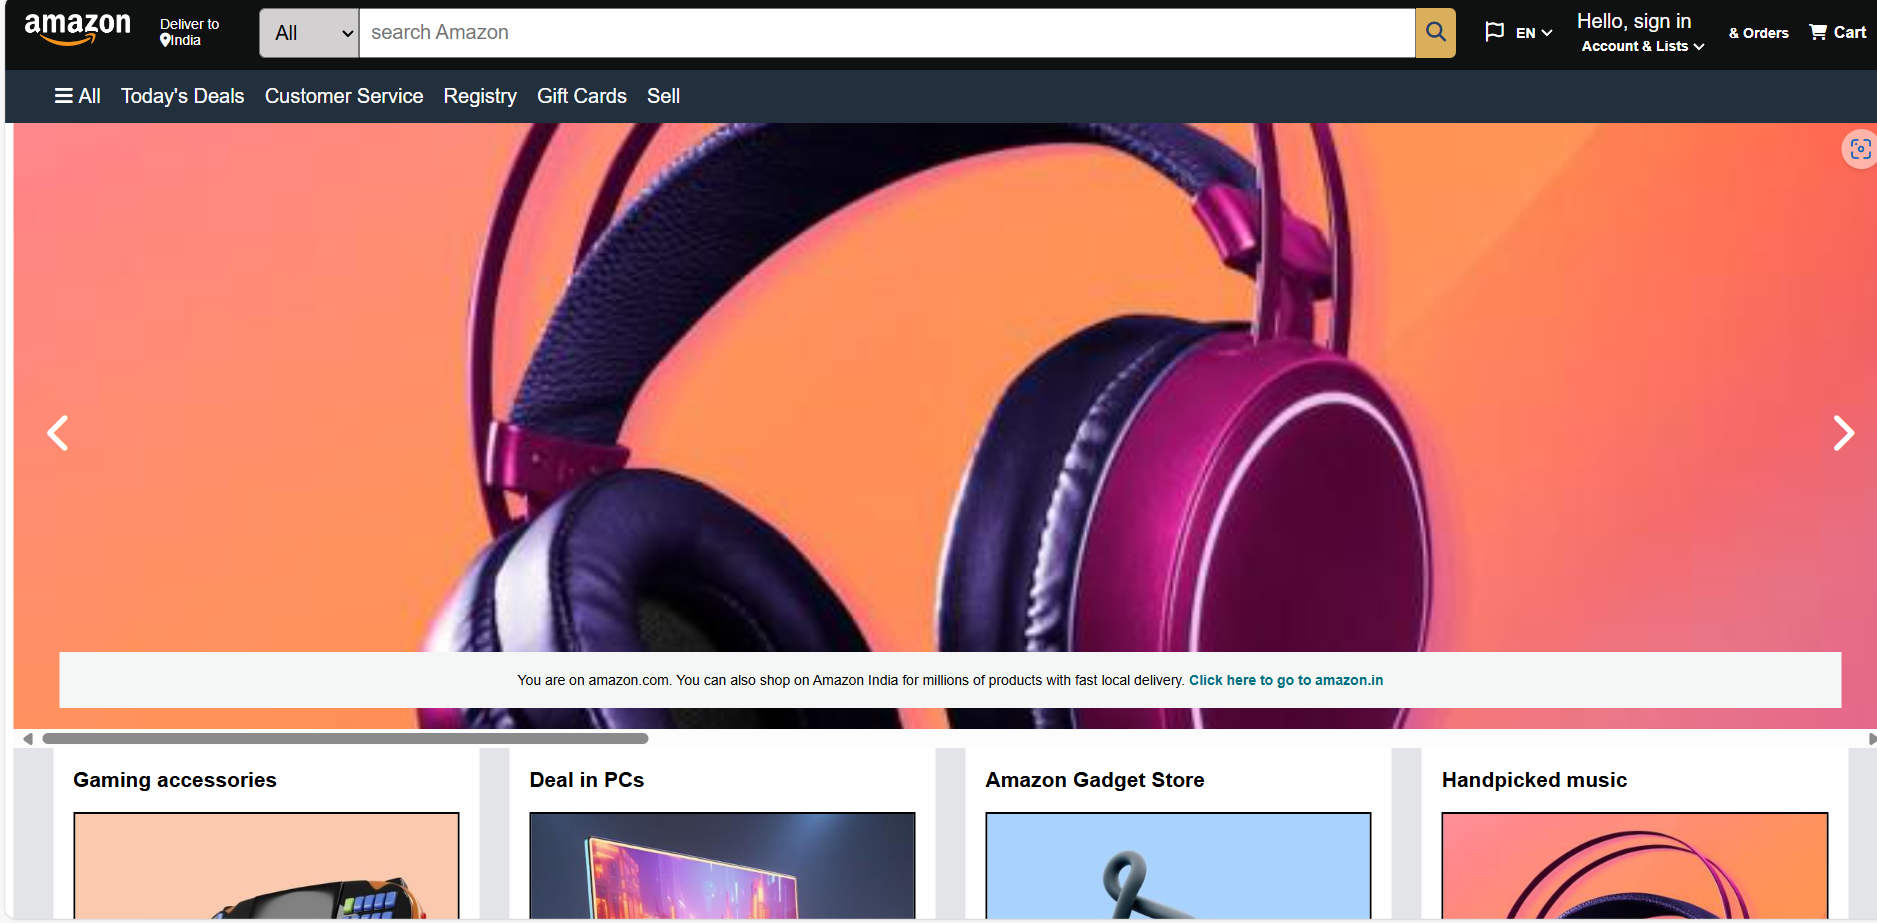 amazon
Deliver to
India
All
search Amazon
EN
Hello, sign in
Account & Lists
& Orders
Cart
All
Today's Deals
Customer Service
Registry
Gift Cards
Sell
You are on amazon.com. You can also shop on Amazon India for millions of products with fast local delivery. Click here to go to amazon.in
Gaming accessories
Deal in PCs
Amazon Gadget Store
Handpicked music